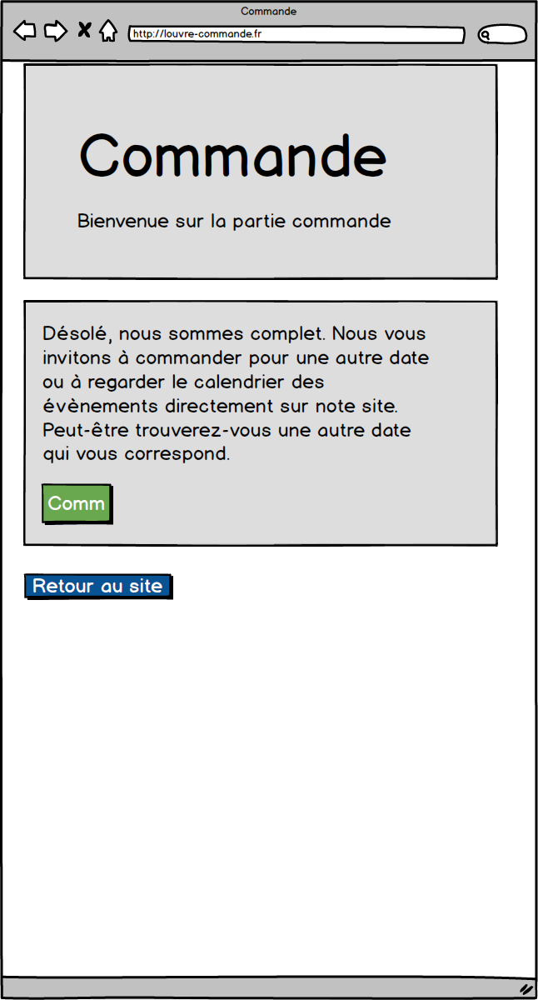 Commande
http://louvre-commande.fr
Commande
Bienvenue sur la partie commande
Désolé, nous sommes complet. Nous vous
invitons à commander pour une autre date
ou à regarder le calendrier des
évènements directement sur note site.
Peut-être trouverez-vous une autre date
qui vous correspond.
Comm
Retour au site